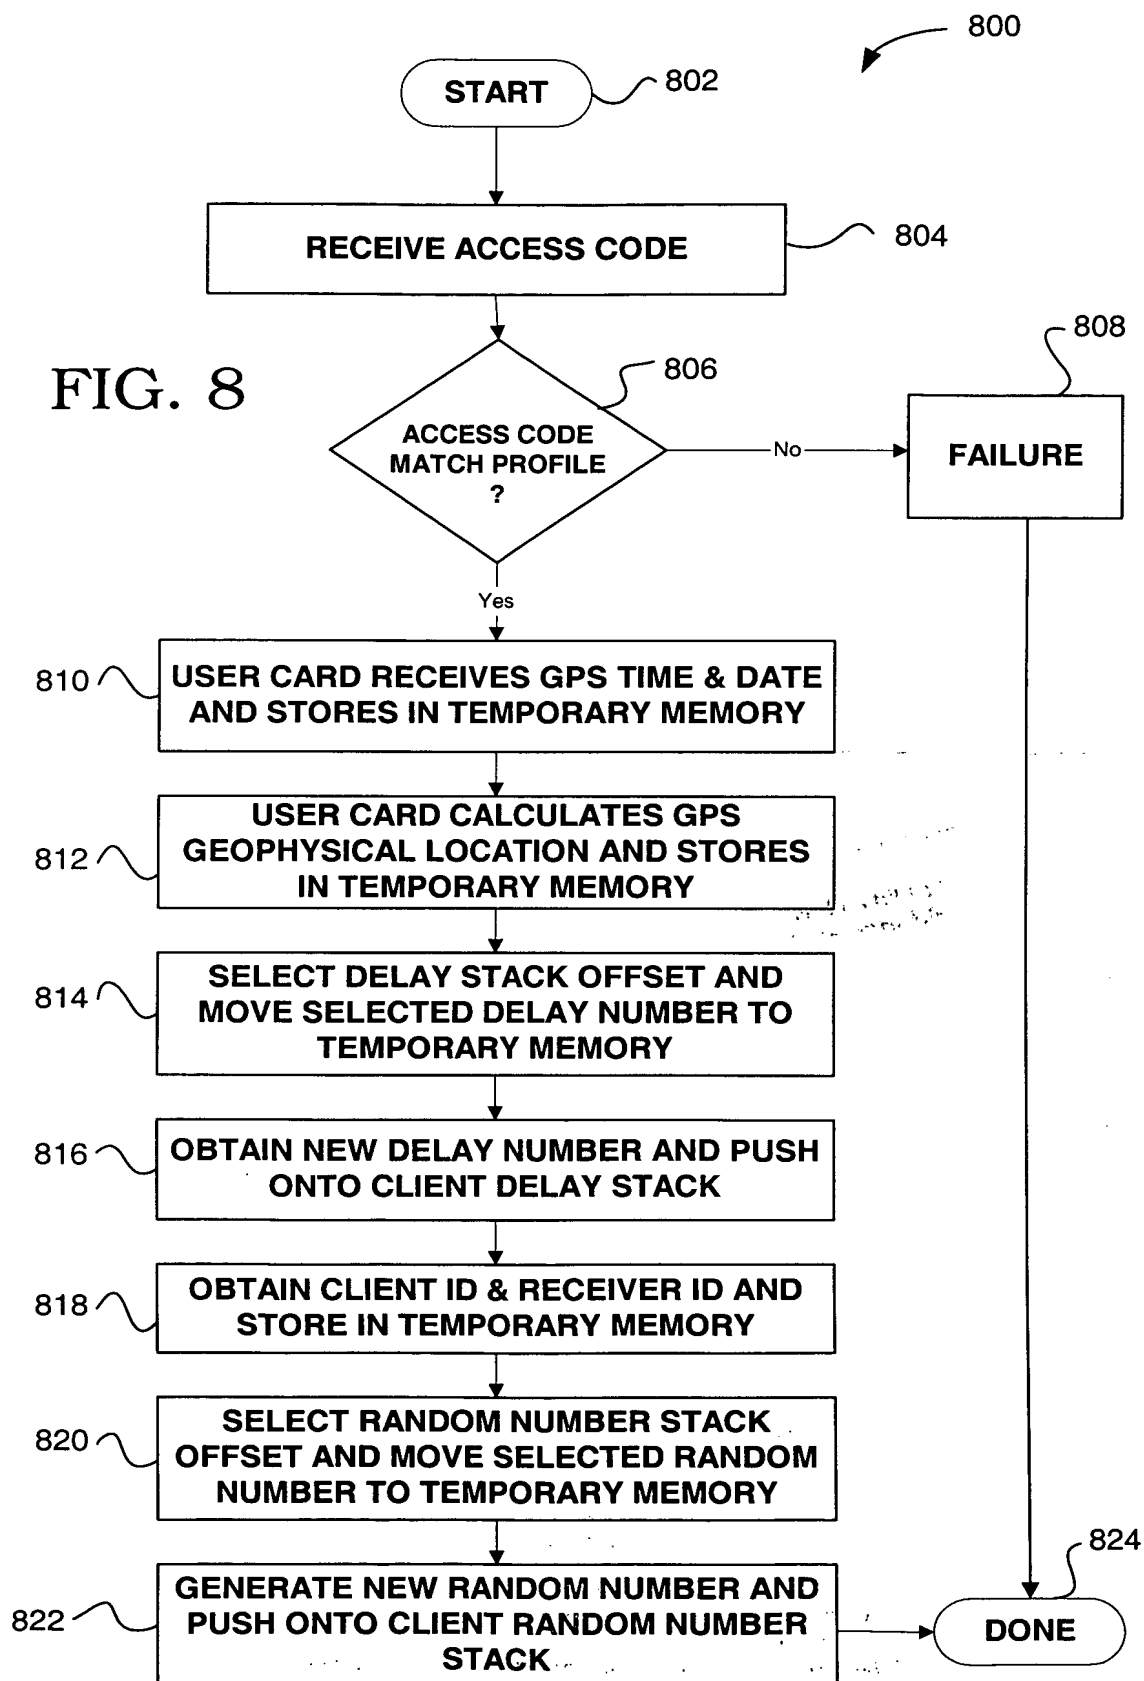 800
START
802
RECEIVE ACCESS CODE
804
FIG. 8
806
808
ACCESS CODE
MATCH PROFILE
?
No
FAILURE
Yes
810
USER CARD RECEIVES GPS TIME & DATE
AND STORES IN TEMPORARY MEMORY
812
USER CARD CALCULATES GPS
GEOPHYSICAL LOCATION AND STORES
IN TEMPORARY MEMORY
814
SELECT DELAY STACK OFFSET AND
MOVE SELECTED DELAY NUMBER TO
TEMPORARY MEMORY
816
OBTAIN NEW DELAY NUMBER AND PUSH
ONTO CLIENT DELAY STACK
818
OBTAIN CLIENT ID & RECEIVER ID AND
STORE IN TEMPORARY MEMORY
820
SELECT RANDOM NUMBER STACK
OFFSET AND MOVE SELECTED RANDOM
NUMBER TO TEMPORARY MEMORY
822
GENERATE NEW RANDOM NUMBER AND
PUSH ONTO CLIENT RANDOM NUMBER
STACK
824
DONE